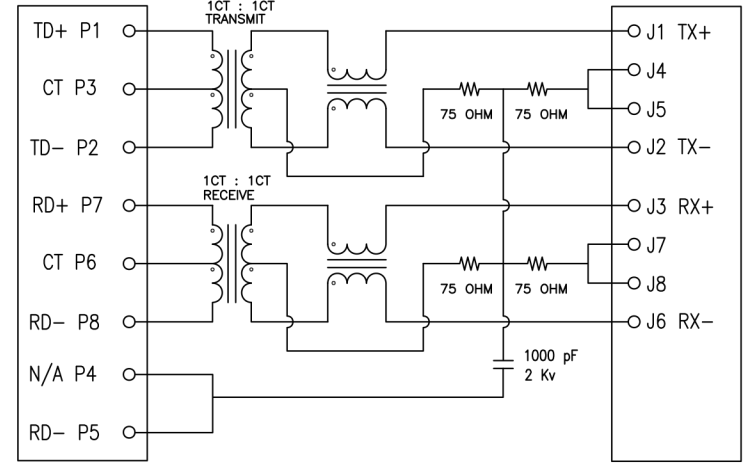 1CT : 1CT
TRANSMIT
TD+ P1
J1 TX+
J4
CT P3
75 OHM
75 OHM
J5
TD- P2
J2 TX-
1CT : 1CT
RECEIVE
RD+ P7
J3 RX+
J7
CT P6
75 OHM
75 OHM
J8
RD- P8
J6 RX-
1000 pF
2 Kv
N/A P4
RD- P5